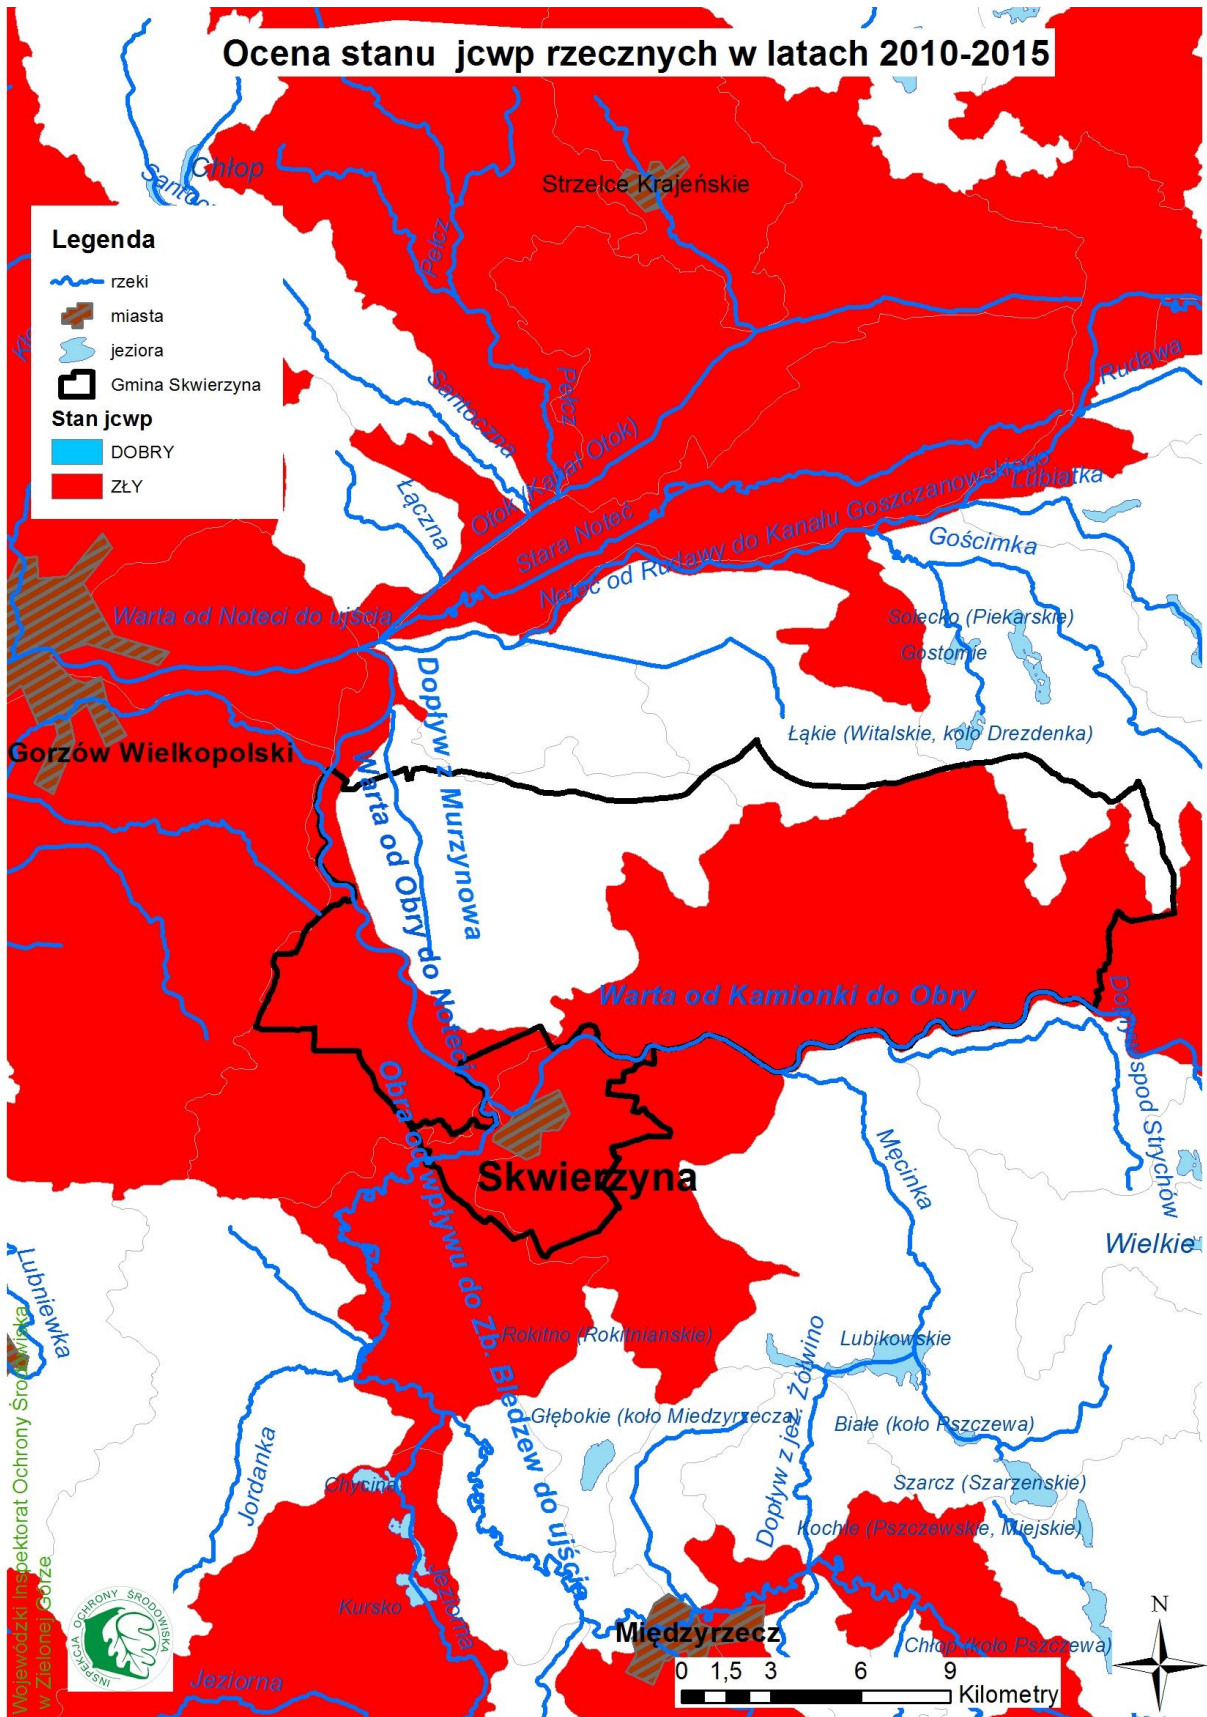 Ocena stanu jcwp rzecznych w latach 2010-2015
Chłop
Strzelce Krajeńskie
Pełcz
Legenda
rzeki
miasta
jeziora
Gmina Skwierzyna
Stan jcwp
DOBRY
ZŁY
Rudawa
Santoczna
Pełcz
Otok (Kanał Otok)
Łączna
Stara Noteć
Lubiatka
Noteć od Rudawy do Kanału Goszczanowskiego
Gościmka
Warta od Noteci do ujścia
Solecko (Piekarskie)
Gostomie
Dopływ z Murzynowa
Łąkie (Witalskie, koło Drezdenka)
Gorzów Wielkopolski
Warta od Obry do Noteci
Warta od Kamionki do Obry
Dopływ spod Strychów
Obra od wpływu do Zb. Bledzew do ujścia
Męcinka
Skwierzyna
Wielkie
Lubniewka
Rokitno (Rokitniańskie)
Lubikowskie
Dopływ z jez. Żółwino
Głębokie (koło Miedzyrzecza)
Białe (koło Pszczewa)
Jordanka
Chycina
Szarcz (Szarzeńskie)
Kochle (Pszczewskie, Miejskie)
Jeziorna
Kursko
Międzyrzecz
Chłop (koło Pszczewa)
Jeziorna
Wojewódzki Inspektorat Ochrony Środowiska
w Zielonej Górze
INSPEKCJA OCHRONY ŚRODOWISKA
N
0 1,5 3 6 9
Kilometry